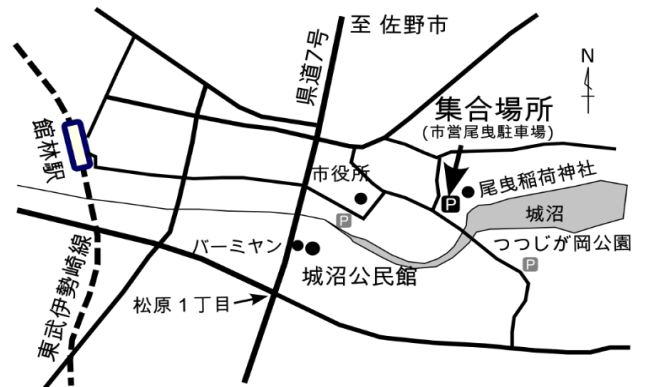 至 佐野市
県道7号
N
集合場所
(市営尾曳駐車場)
館林駅
市役所
尾曳稲荷神社
P
城沼
P
つつじが岡公園
バーミヤン
P
城沼公民館
東武伊勢崎線
松原1丁目